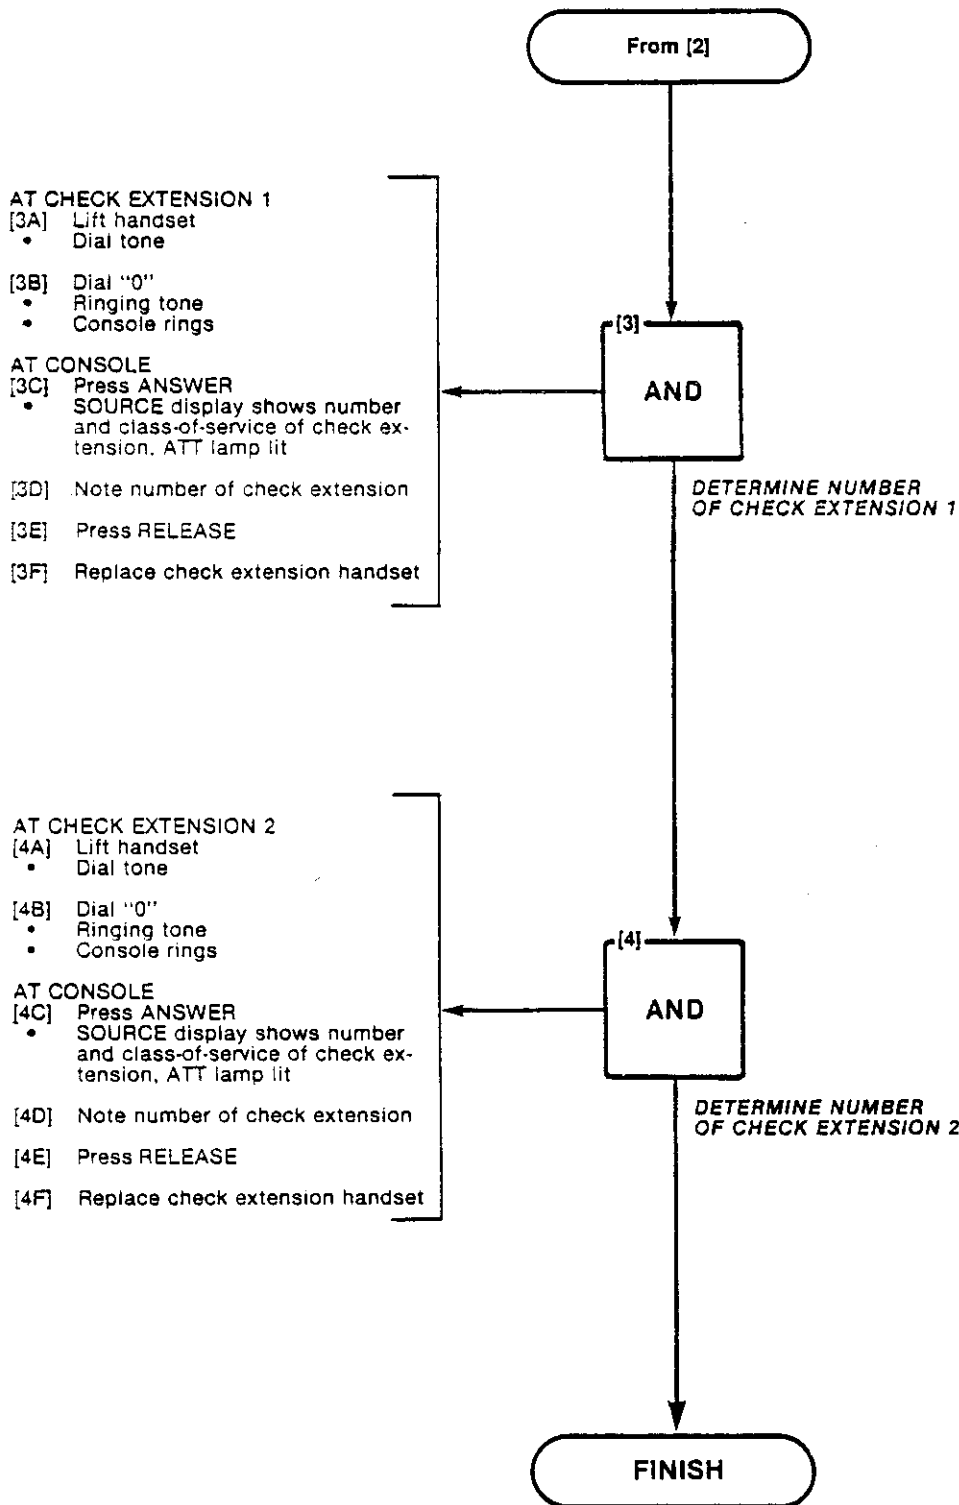 From [2]
AT CHECK EXTENSION 1
[3A] Lift handset
• Dial tone
[3B] Dial “0”
• Ringing tone
• Console rings
AT CONSOLE
[3C] Press ANSWER
• SOURCE display shows number
and class-of-service of check ex-
tension, ATT lamp lit
[3D] Note number of check extension
[3E] Press RELEASE
[3F] Replace check extension handset
[3]
AND
DETERMINE NUMBER
OF CHECK EXTENSION 1
AT CHECK EXTENSION 2
[4A] Lift handset
• Dial tone
[4B] Dial “0”
• Ringing tone
• Console rings
AT CONSOLE
[4C] Press ANSWER
• SOURCE display shows number
and class-of-service of check ex-
tension, ATT lamp lit
[4D] Note number of check extension
[4E] Press RELEASE
[4F] Replace check extension handset
[4]
AND
DETERMINE NUMBER
OF CHECK EXTENSION 2
FINISH